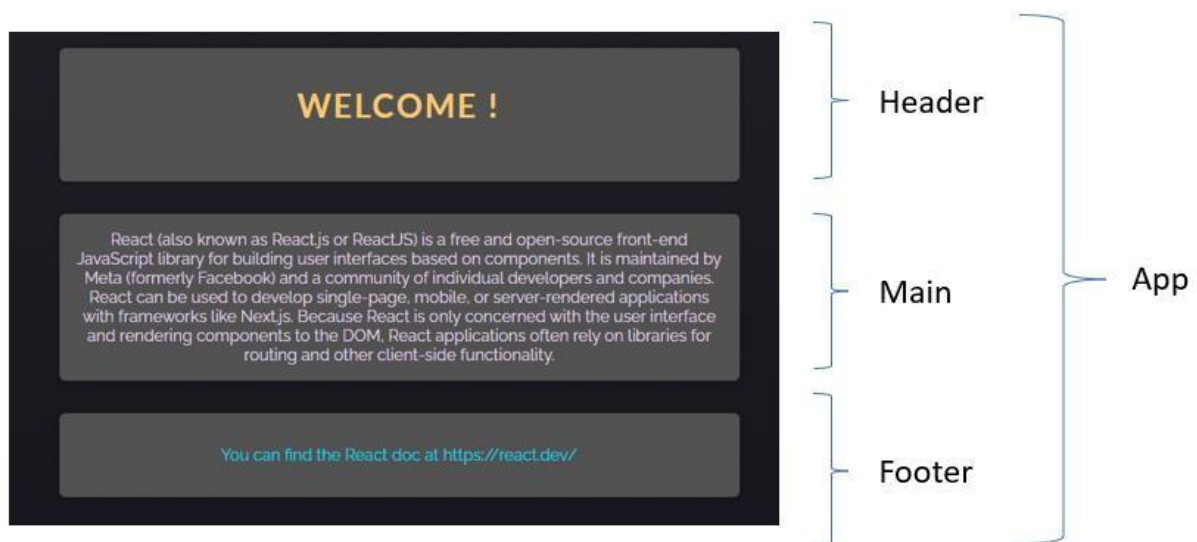 WELCOME !
Header
React (also known as React.js or ReactJS) is a free and open-source front-end
JavaScript library for building user interfaces based on components. It is maintained by
Meta (formerly Facebook) and a community of individual developers and companies.
React can be used to develop single-page, mobile, or server-rendered applications
with frameworks like Next.js. Because React is only concerned with the user interface
and rendering components to the DOM, React applications often rely on libraries for
routing and other client-side functionality.
Main
App
You can find the React doc at https://react.dev/
Footer